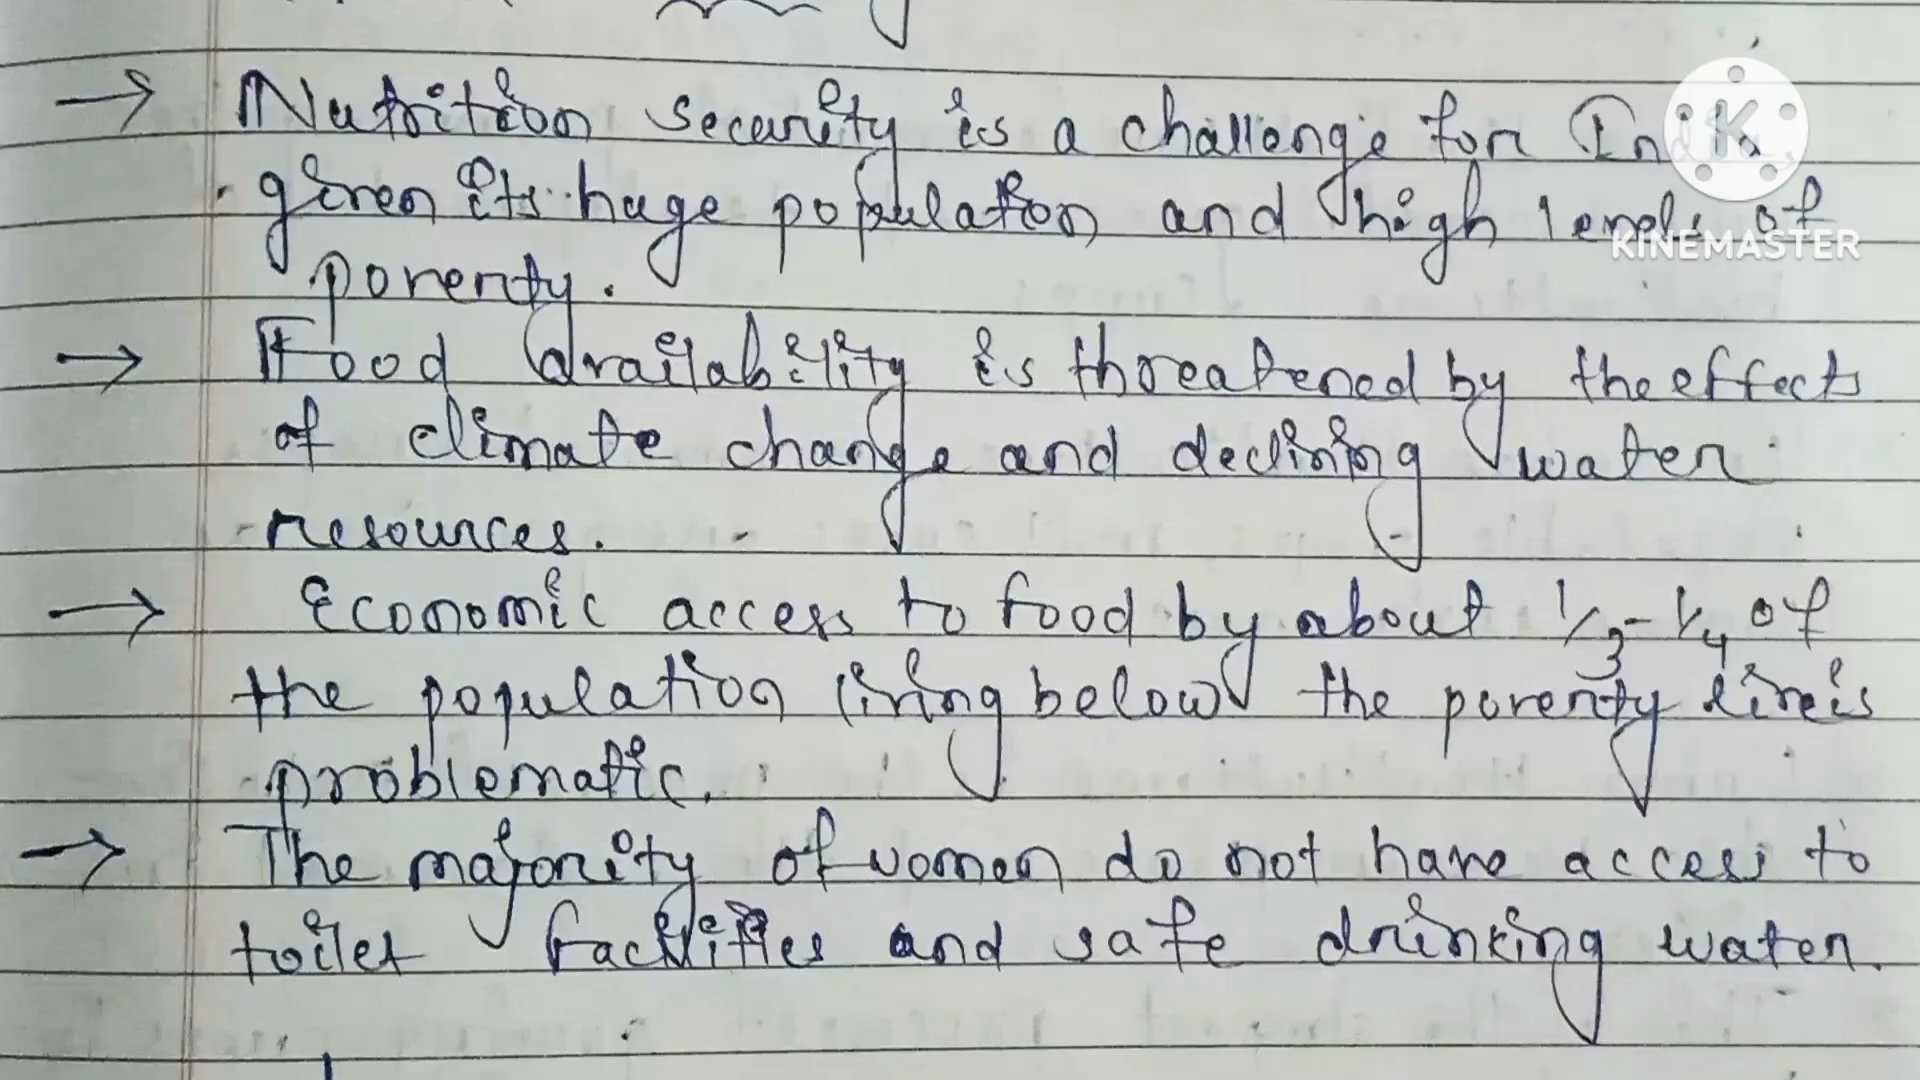 → Nutrition security is a challenge for India
given its huge population and high levels of
poverty.
KINEMASTER
→ Food availability is threatened by the effects
of climate change and declining water
resources.
→ Economic access to food by about 1/3-1/4 of
the population living below the poverty line is
problematic.
→ The majority of women do not have access to
toilet facilities and safe drinking water.